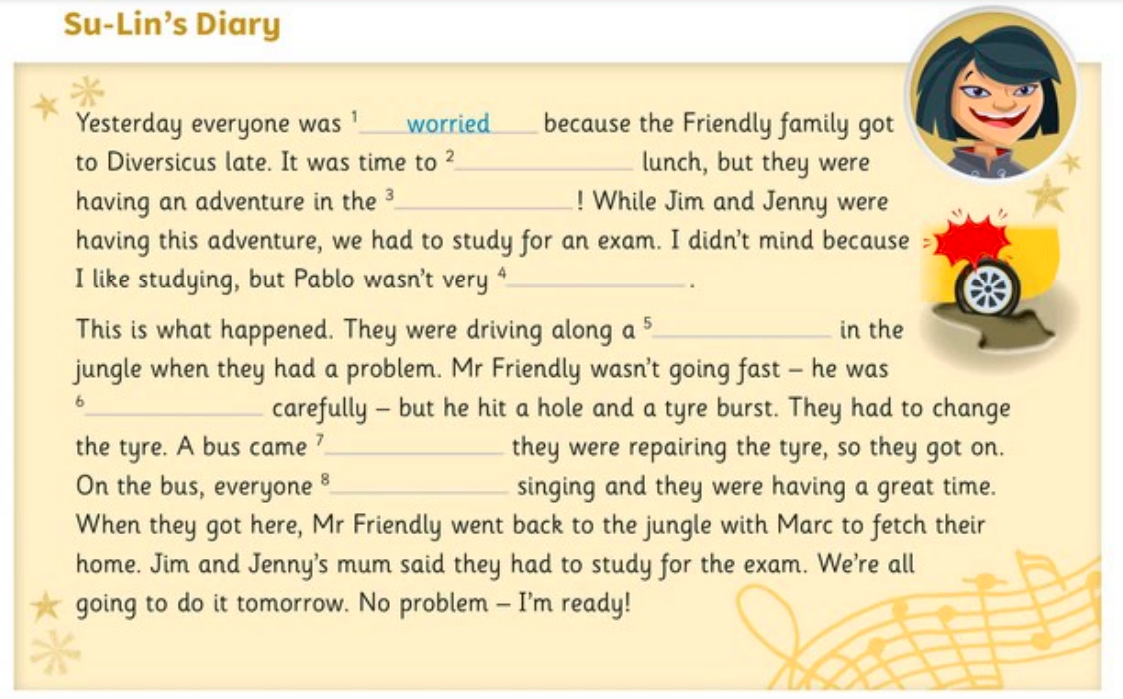 Su-Lin's Diary
Yesterday everyone was ¹ worried because the Friendly family got
to Diversicus late. It was time to ² lunch, but they were
having an adventure in the ³ ! While Jim and Jenny were
having this adventure, we had to study for an exam. I didn't mind because
I like studying, but Pablo wasn't very ⁴ .
This is what happened. They were driving along a ⁵ in the
jungle when they had a problem. Mr Friendly wasn't going fast – he was
⁶ carefully – but he hit a hole and a tyre burst. They had to change
the tyre. A bus came ⁷ they were repairing the tyre, so they got on.
On the bus, everyone ⁸ singing and they were having a great time.
When they got here, Mr Friendly went back to the jungle with Marc to fetch their
home. Jim and Jenny's mum said they had to study for the exam. We're all
going to do it tomorrow. No problem – I'm ready!